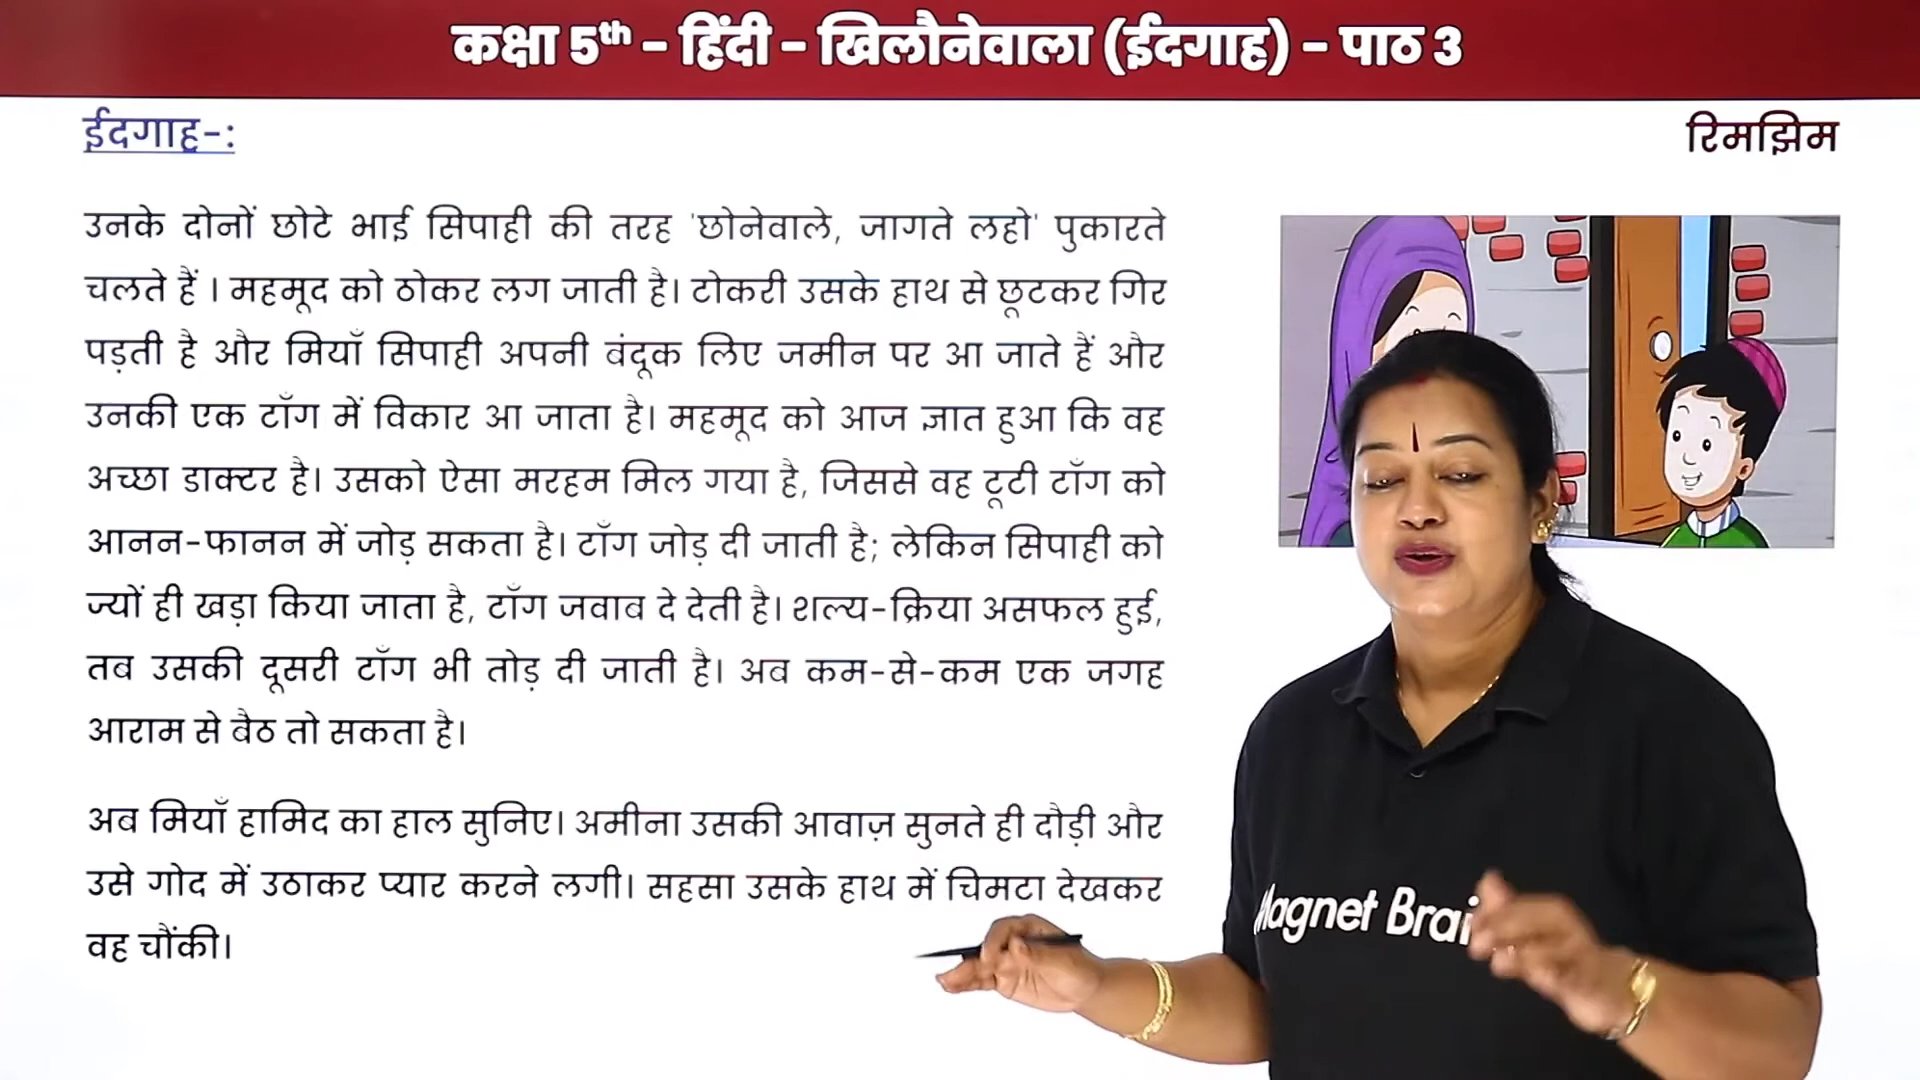 कक्षा 5th - हिंदी - खिलौनेवाला (ईदगाह) - पाठ 3
ईदगाह-:
रिमझिम
उनके दोनों छोटे भाई सिपाही की तरह 'छोनेवाले, जागते लहो' पुकारते
चलते हैं । महमूद को ठोकर लग जाती है। टोकरी उसके हाथ से छूटकर गिर
पड़ती है और मियाँ सिपाही अपनी बंदूक लिए जमीन पर आ जाते हैं और
उनकी एक टाँग में विकार आ जाता है। महमूद को आज ज्ञात हुआ कि वह
अच्छा डाक्टर है। उसको ऐसा मरहम मिल गया है, जिससे वह टूटी टाँग को
आनन-फानन में जोड़ सकता है। टाँग जोड़ दी जाती है; लेकिन सिपाही को
ज्यों ही खड़ा किया जाता है, टाँग जवाब दे देती है। शल्य-क्रिया असफल हुई,
तब उसकी दूसरी टाँग भी तोड़ दी जाती है। अब कम-से-कम एक जगह
आराम से बैठ तो सकता है।
अब मियाँ हामिद का हाल सुनिए। अमीना उसकी आवाज़ सुनते ही दौड़ी और
उसे गोद में उठाकर प्यार करने लगी। सहसा उसके हाथ में चिमटा देखकर
वह चौंकी।
Magnet Brai